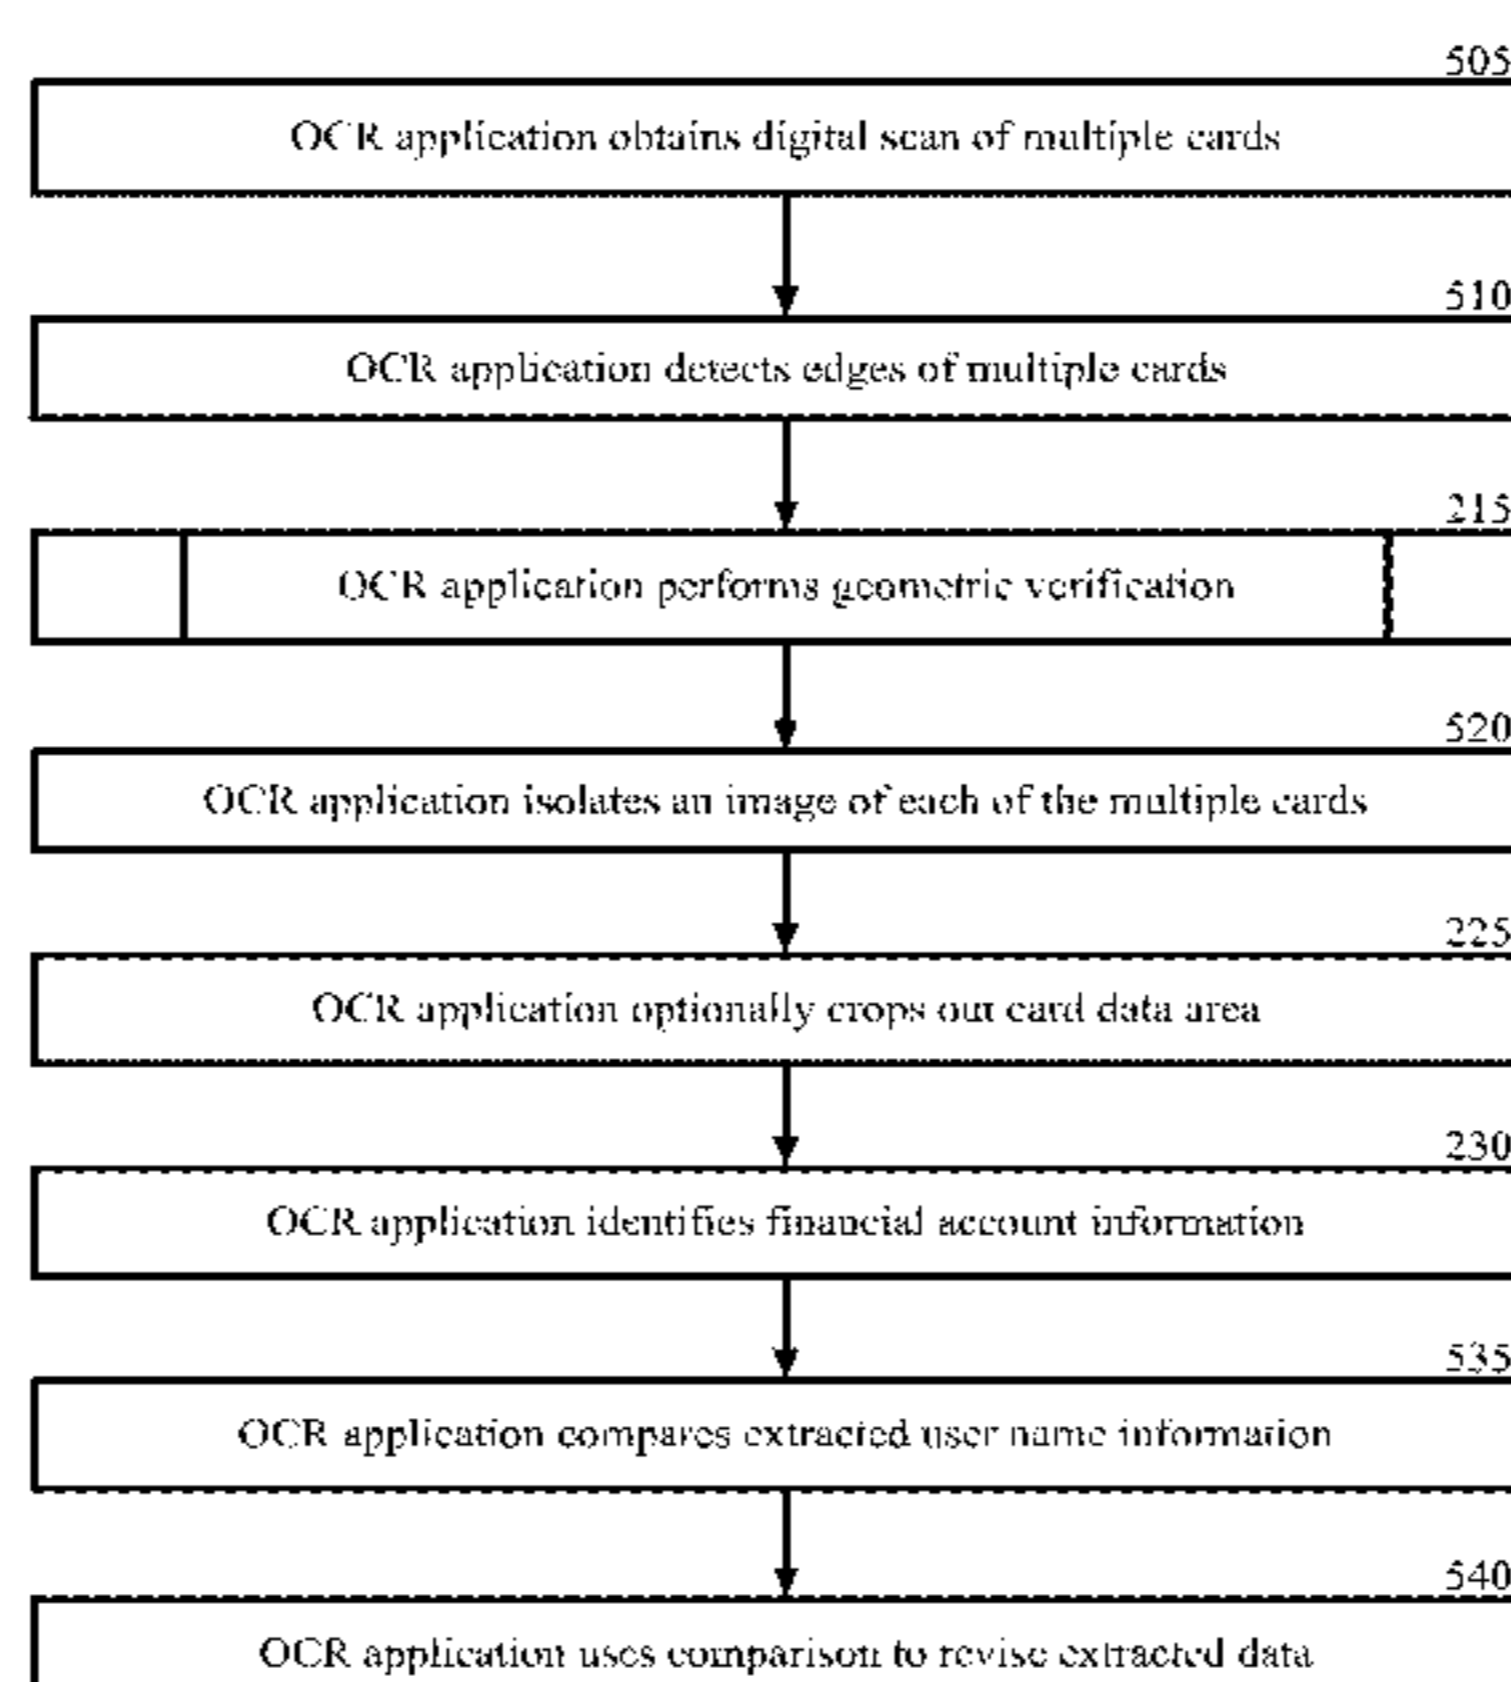 505
OCR application obtains digital scan of multiple cards
510
OCR application detects edges of multiple cards
215
OCR application performs geometric verification
520
OCR application isolates an image of each of the multiple cards
225
OCR application optionally crops out card data area
230
OCR application identifies financial account information
535
OCR application compares extracted user name information
540
OCR application uses comparison to revise extracted data